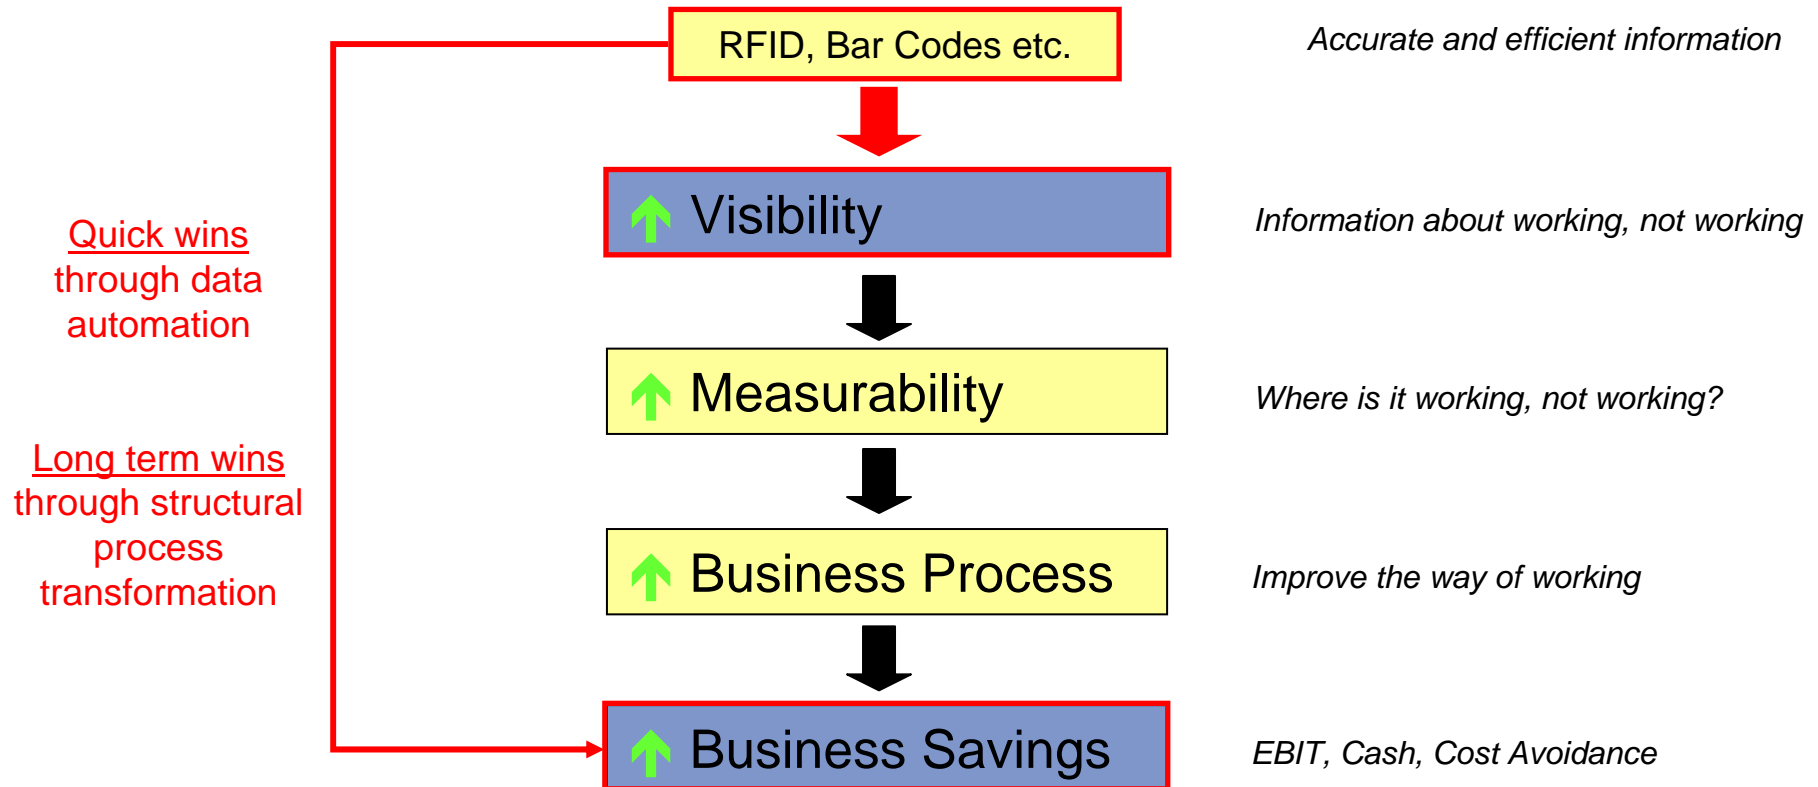 RFID, Bar Codes etc.
Accurate and efficient information
Visibility
Information about working, not working
Quick wins
through data
automation
Measurability
Where is it working, not working?
Long term wins
through structural
process
transformation
Business Process
Improve the way of working
Business Savings
EBIT, Cash, Cost Avoidance